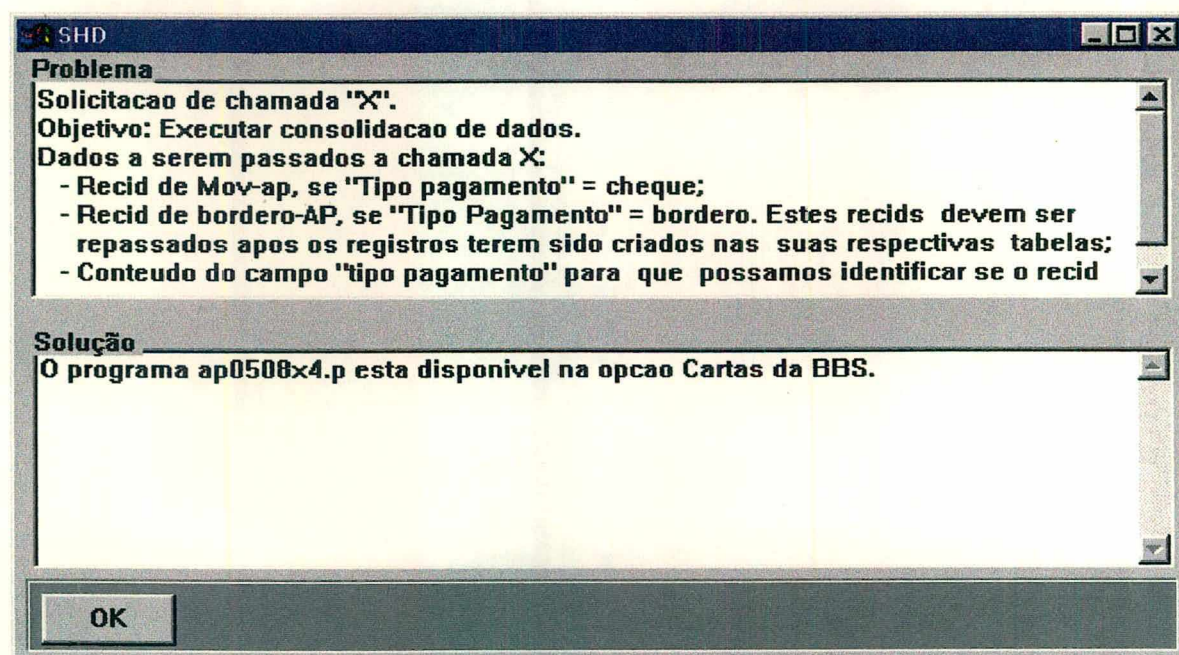 SHD
Problema
Solicitacao de chamada "X".
Objetivo: Executar consolidacao de dados.
Dados a serem passados a chamada X:
- Recid de Mov-ap, se "Tipo pagamento" = cheque;
- Recid de bordero-AP, se "Tipo Pagamento" = bordero. Estes recids devem ser
repassados apos os registros terem sido criados nas suas respectivas tabelas;
- Conteudo do campo "tipo pagamento" para que possamos identificar se o recid
Solução
O programa ap0508x4.p esta disponivel na opcao Cartas da BBS.
OK